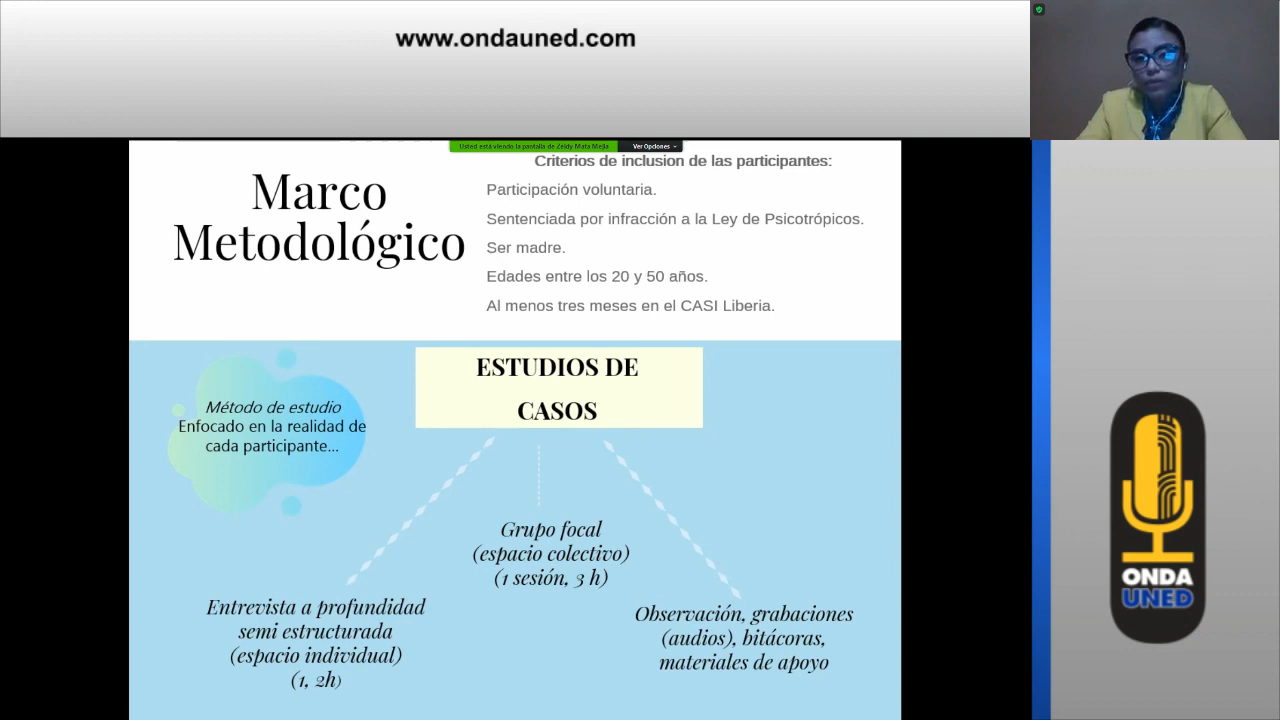 www.ondauned.com
Usted está viendo la pantalla de Zeidy Mata Mejia
Ver Opciones
Marco
Metodológico
Criterios de inclusion de las participantes:
Participación voluntaria.
Sentenciada por infracción a la Ley de Psicotrópicos.
Ser madre.
Edades entre los 20 y 50 años.
Al menos tres meses en el CASI Liberia.
ESTUDIOS DE
CASOS
Método de estudio
Enfocado en la realidad de
cada participante...
Grupo focal
(espacio colectivo)
(1 sesión, 3 h)
Entrevista a profundidad
semi estructurada
(espacio individual)
(1, 2h)
Observación, grabaciones
(audios), bitácoras,
materiales de apoyo
ONDA
UNED